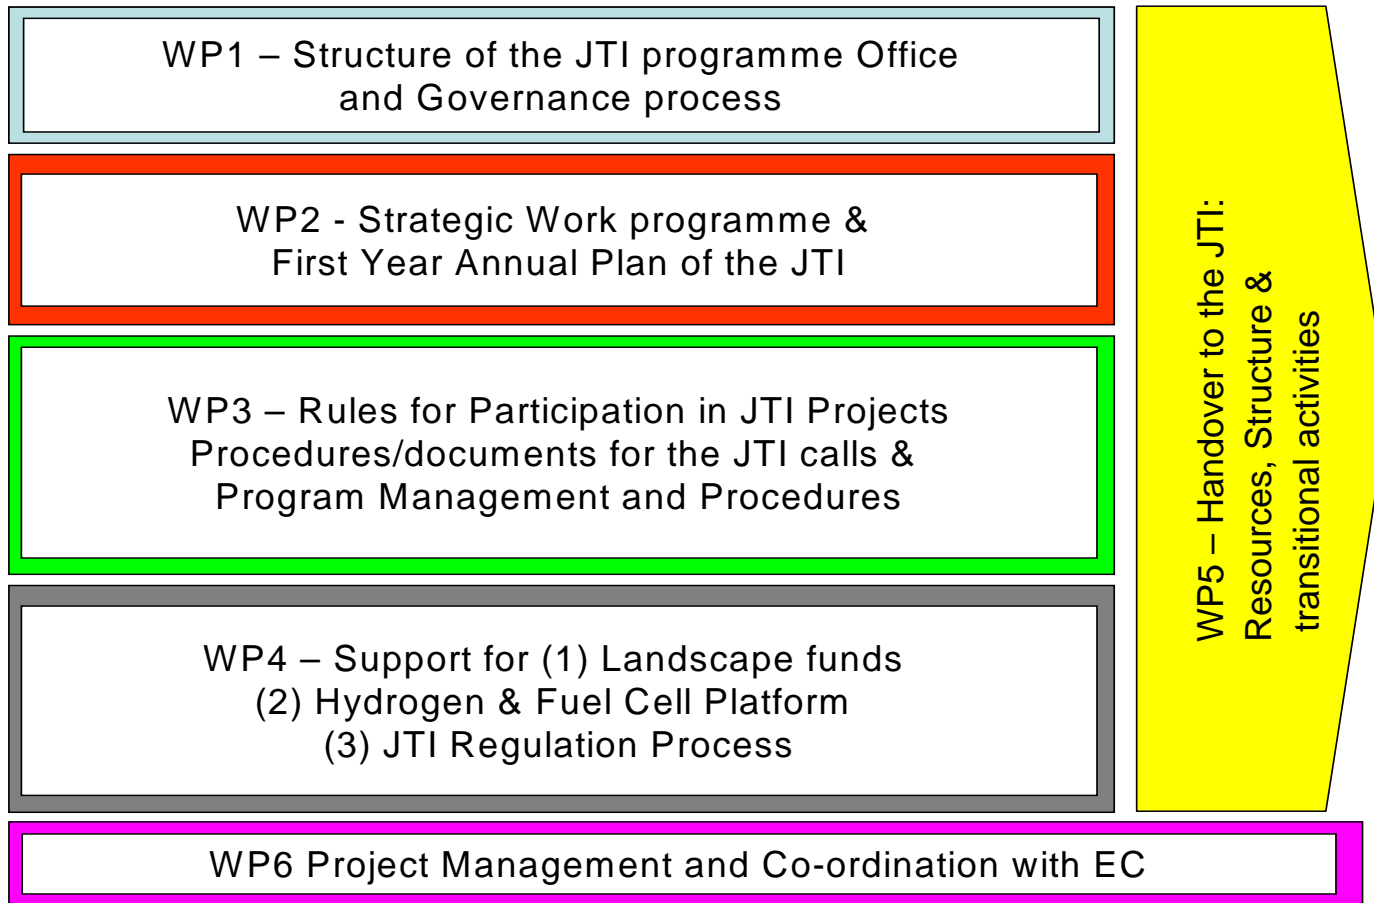 WP1 – Structure of the JTI programme Office
and Governance process
WP2 - Strategic Work programme &
First Year Annual Plan of the JTI
WP3 – Rules for Participation in JTI Projects
Procedures/documents for the JTI calls &
Program Management and Procedures
WP4 – Support for (1) Landscape funds
(2) Hydrogen & Fuel Cell Platform
(3) JTI Regulation Process
WP5 – Handover to the JTI:
Resources, Structure &
transitional activities
WP6 Project Management and Co-ordination with EC